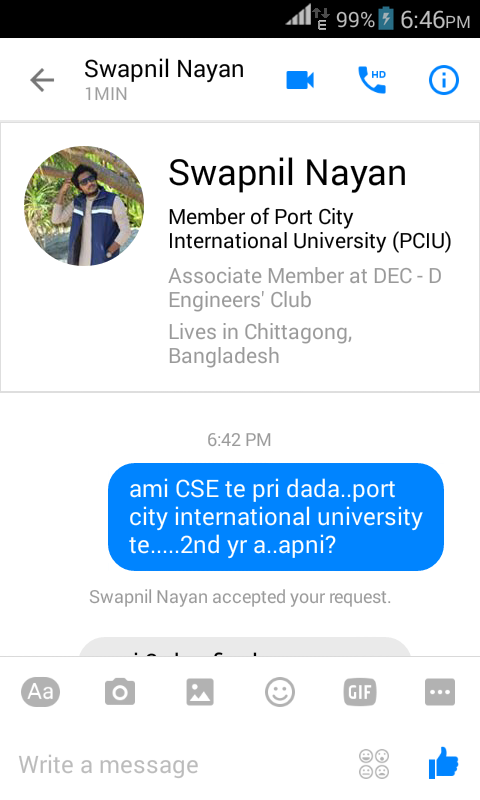 99% 6:46PM
Swapnil Nayan
1MIN
HD
Swapnil Nayan
Member of Port City
International University (PCIU)
Associate Member at DEC - D
Engineers' Club
Lives in Chittagong,
Bangladesh
6:42 PM
ami CSE te pri dada..port
city international university
te.....2nd yr a..apni?
Swapnil Nayan accepted your request.
Aa
GIF
Write a message